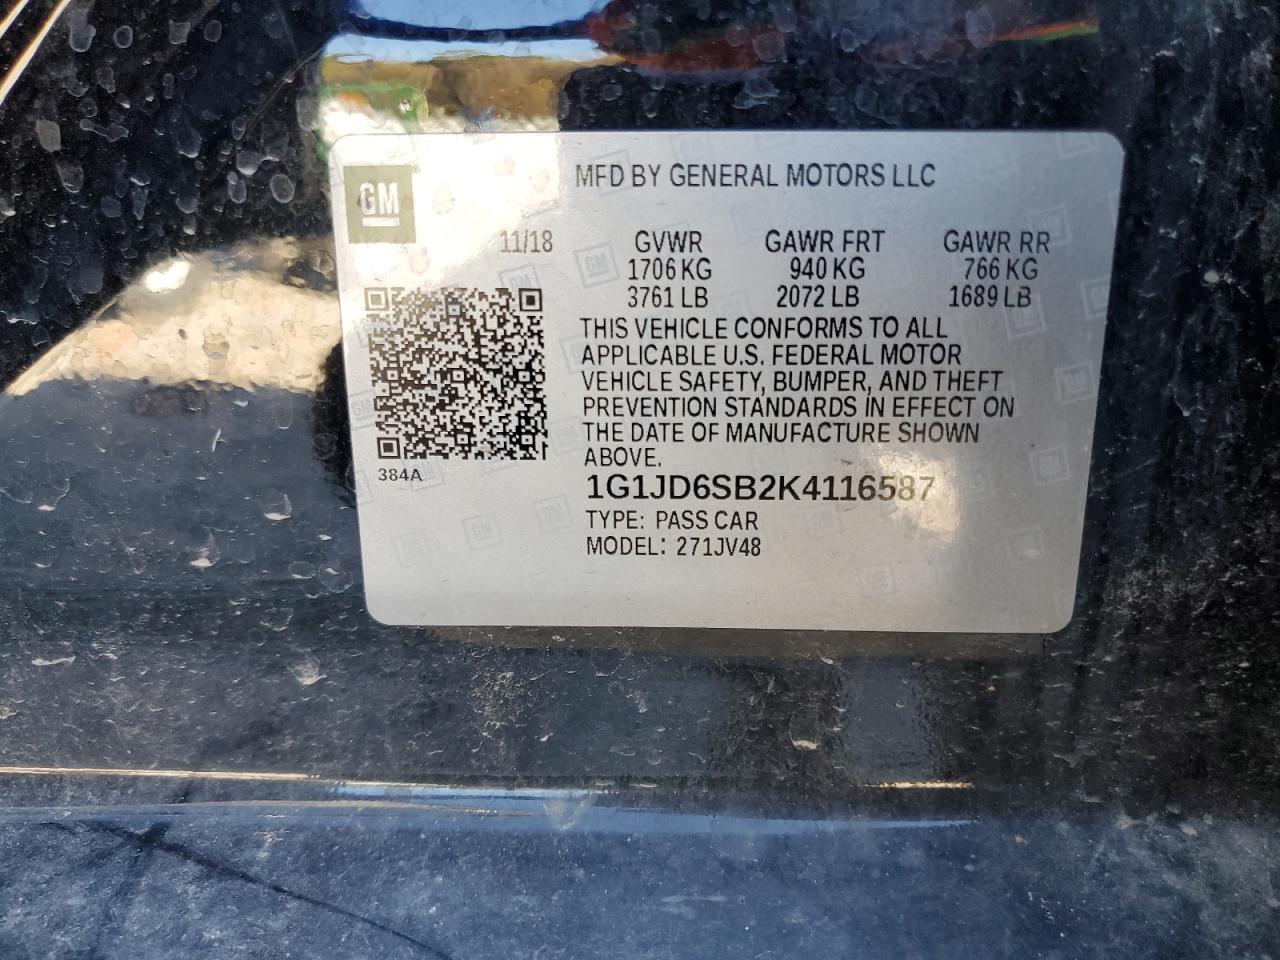 GM
MFD BY GENERAL MOTORS LLC
11/18 GVWR GAWR FRT GAWR RR
1706 KG 940 KG 766 KG
3761 LB 2072 LB 1689 LB
THIS VEHICLE CONFORMS TO ALL
APPLICABLE U.S. FEDERAL MOTOR
VEHICLE SAFETY, BUMPER, AND THEFT
PREVENTION STANDARDS IN EFFECT ON
THE DATE OF MANUFACTURE SHOWN
ABOVE.
384A
1G1JD6SB2K4116587
TYPE: PASS CAR
MODEL: 271JV48